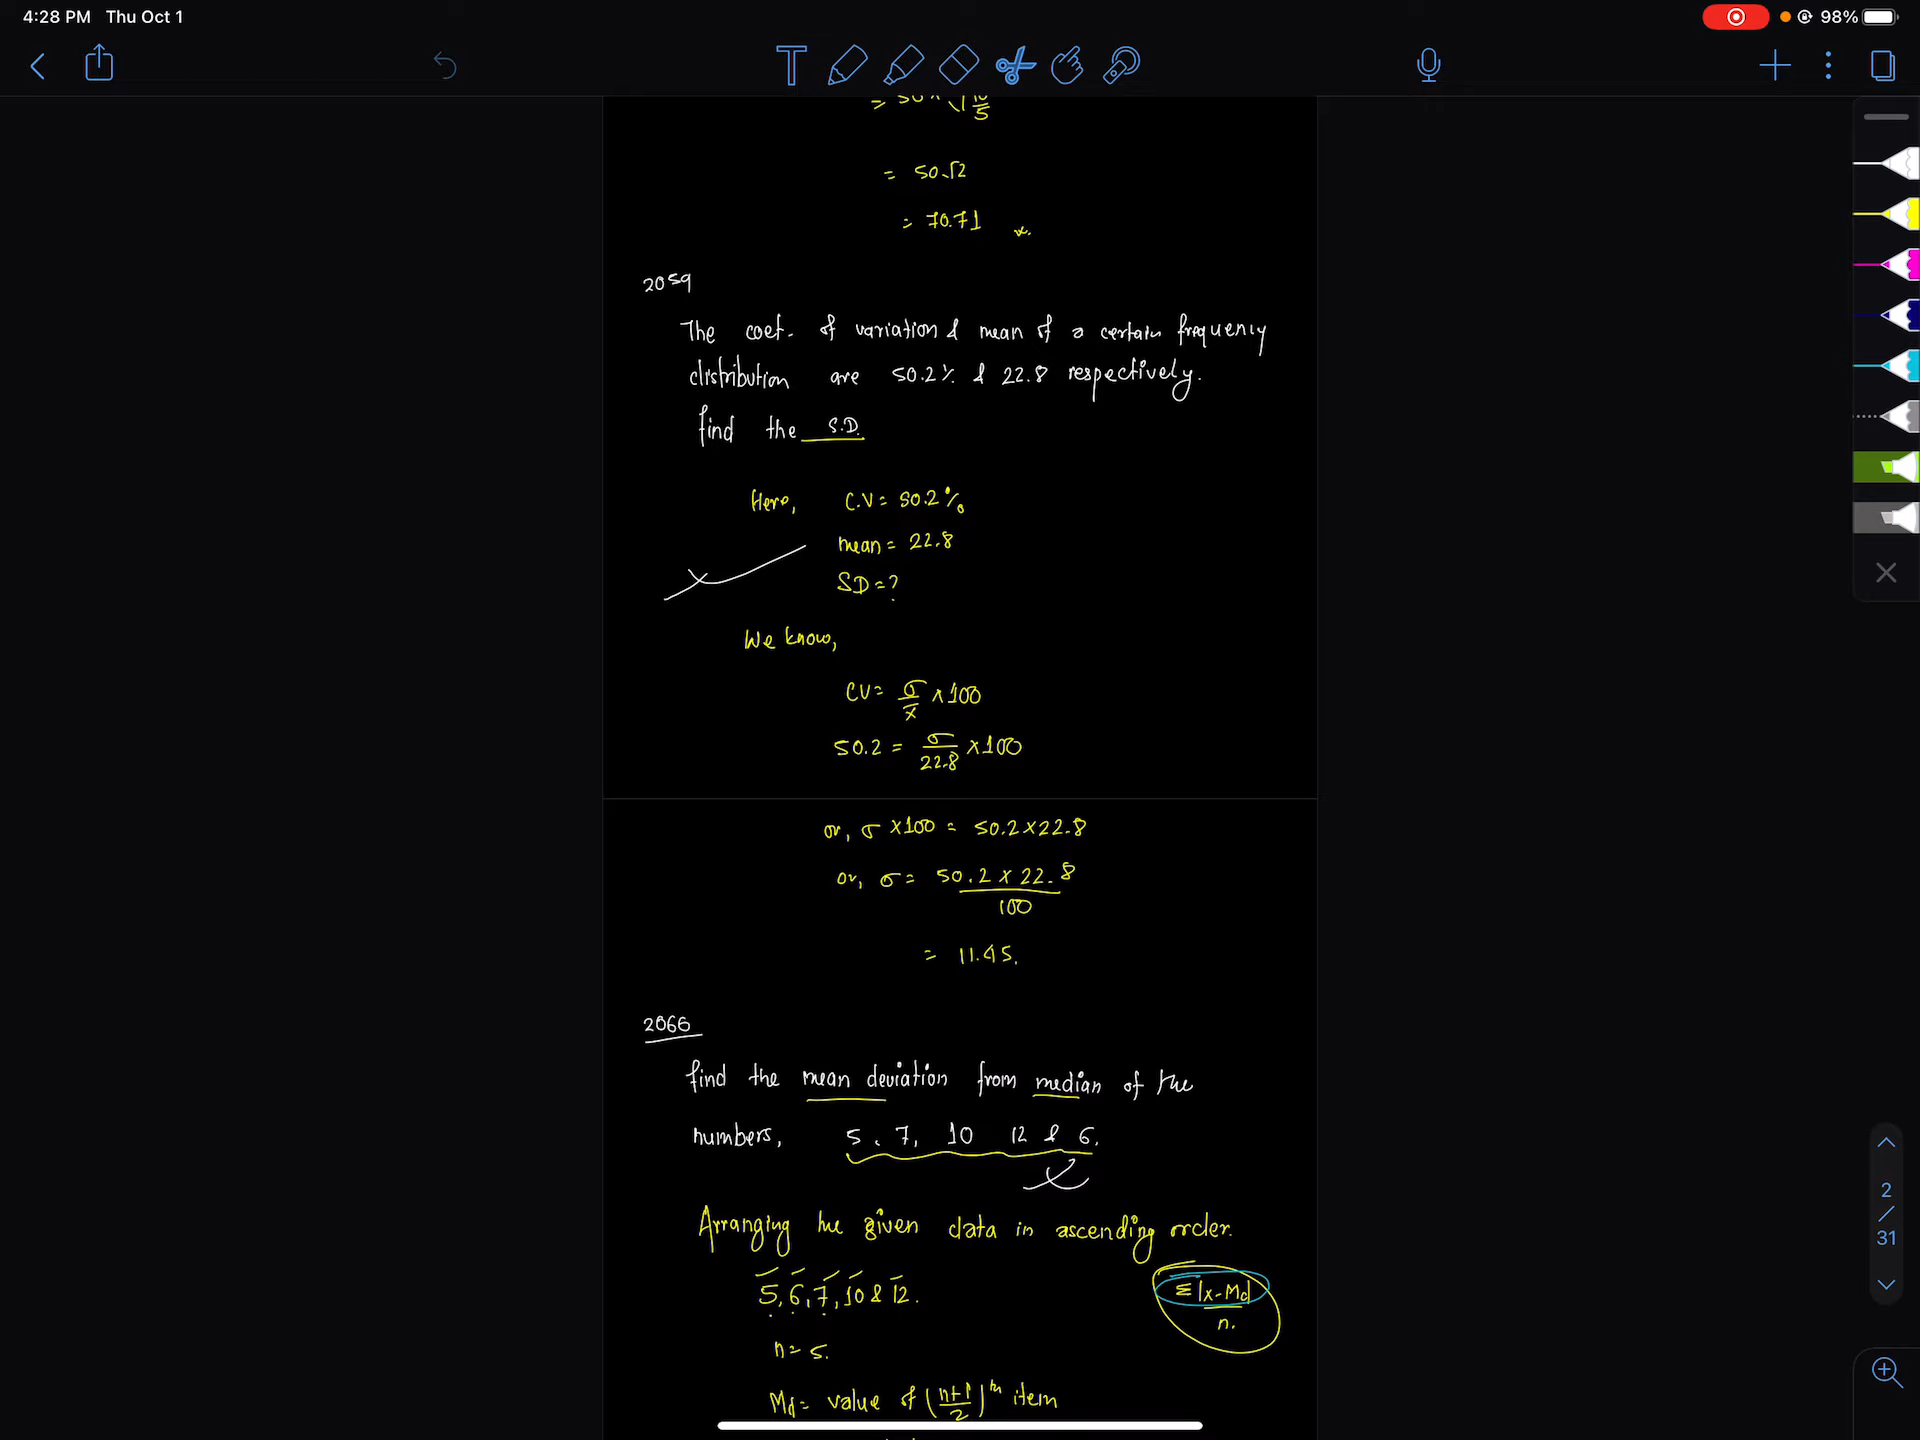 4:28 PM Thu Oct 1
98%
= 50√2
= 70.71
2059
The coef. of variation & mean of a certain frequency
distribution are 50.2% & 22.8 respectively.
find the S.D.
Here, C.V = 50.2%
mean = 22.8
SD = ?
We know,
CV = σ/x̄ × 100
50.2 = σ/22.8 × 100
or, σ × 100 = 50.2 × 22.8
or, σ = 50.2 × 22.8 / 100
= 11.45.
2066
find the mean deviation from median of the
numbers, 5, 7, 10 12 & 6.
Arranging the given data in ascending order.
5, 6, 7, 10 & 12.
Σ|x-Md|/n.
n = 5.
Md = value of (n+1/2)th item
2
/
31